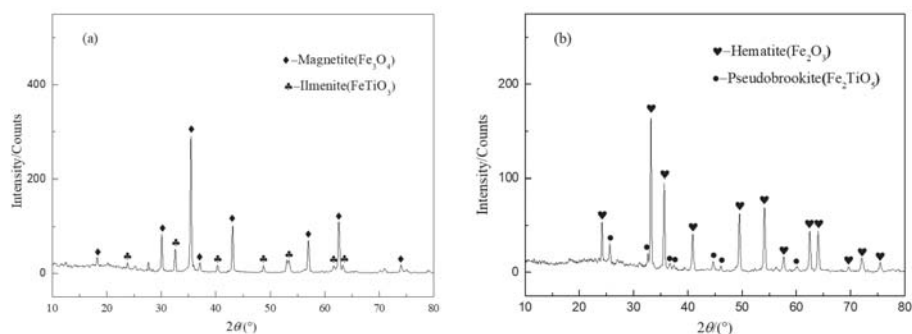 (a)
♦–Magnetite(Fe₃O₄)
♣–Ilmenite(FeTiO₃)
Intensity/Counts
400
200
0
10 20 30 40 50 60 70 80
2θ/(°)
(b)
♥–Hematite(Fe₂O₃)
●–Pseudobrookite(Fe₂TiO₅)
Intensity/Counts
200
100
0
10 20 30 40 50 60 70 80
2θ/(°)